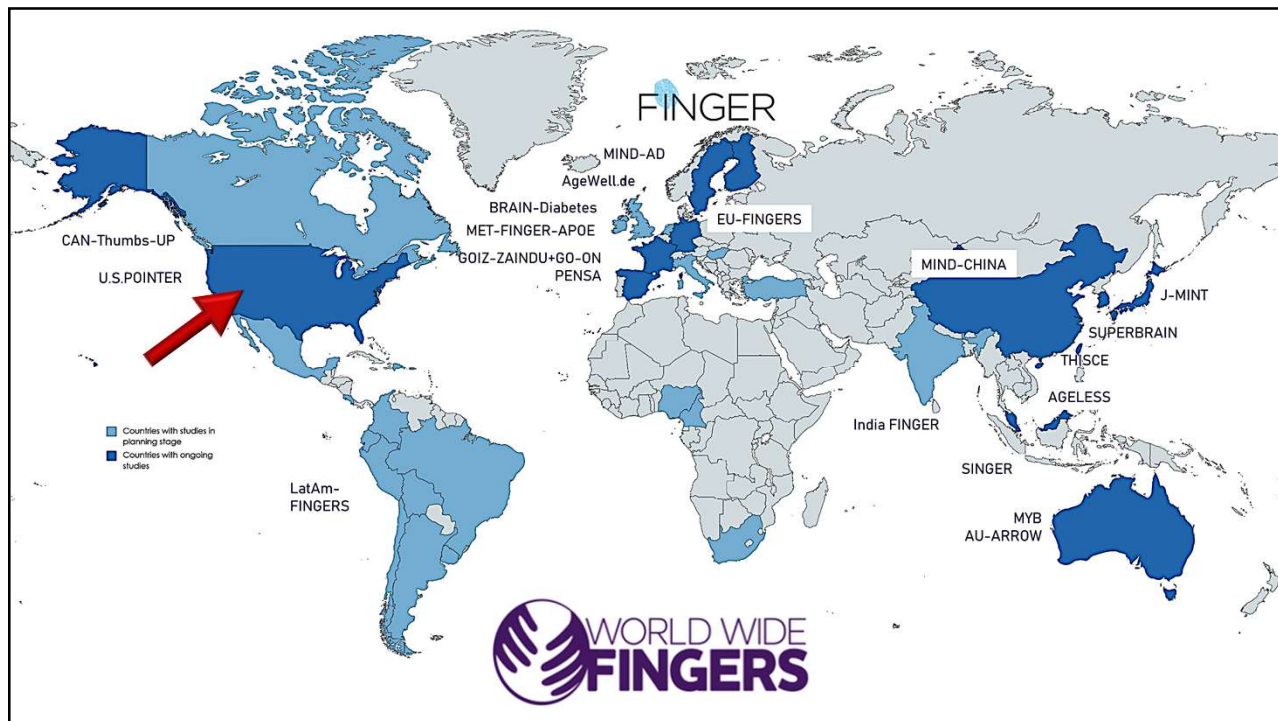 FINGER
MIND-AD
AgeWell.de
BRAIN-Diabetes
EU-FINGERS
MET-FINGER-APOE
CAN-Thumbs-UP
GOIZ-ZAINDU+GO-ON
MIND-CHINA
U.S.POINTER
PENSA
J-MINT
SUPERBRAIN
THISCE
AGELESS
India FINGER
Countries with studies in
planning stage
Countries with ongoing
studies
SINGER
LatAm-
FINGERS
MYB
AU-ARROW
WORLD WIDE
FINGERS